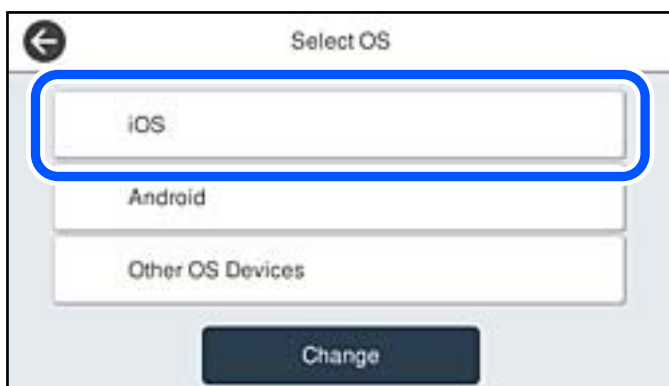 Select OS
iOS
Android
Other OS Devices
Change